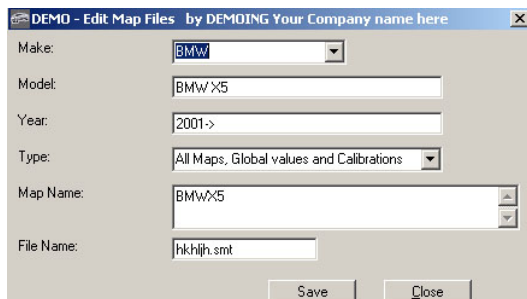 DEMO - Edit Map Files by DEMOING Your Company name here
Make: BMW
Model: BMW X5
Year: 2001->
Type: All Maps, Global values and Calibrations
Map Name: BMWX5
File Name: hkhljh.smt
Save Close